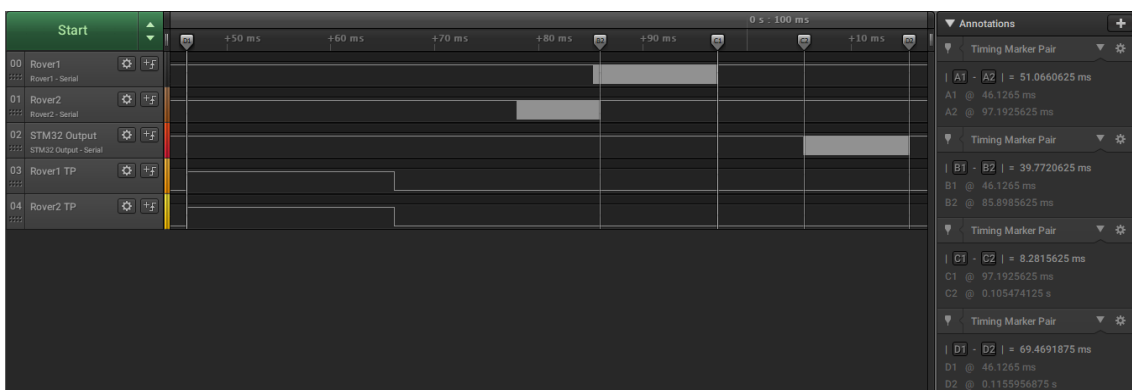 Start
0 s : 100 ms
D1 +50 ms +60 ms +70 ms +80 ms B2 +90 ms C1 C2 +10 ms D2
00 Rover1
Rover1 - Serial
01 Rover2
Rover2 - Serial
02 STM32 Output
STM32 Output - Serial
03 Rover1 TP
04 Rover2 TP
Annotations
Timing Marker Pair
| A1 - A2 | = 51.0660625 ms
A1 @ 46.1265 ms
A2 @ 97.1925625 ms
Timing Marker Pair
| B1 - B2 | = 39.7720625 ms
B1 @ 46.1265 ms
B2 @ 85.8985625 ms
Timing Marker Pair
| C1 - C2 | = 8.2815625 ms
C1 @ 97.1925625 ms
C2 @ 0.105474125 s
Timing Marker Pair
| D1 - D2 | = 69.4691875 ms
D1 @ 46.1265 ms
D2 @ 0.1155956875 s